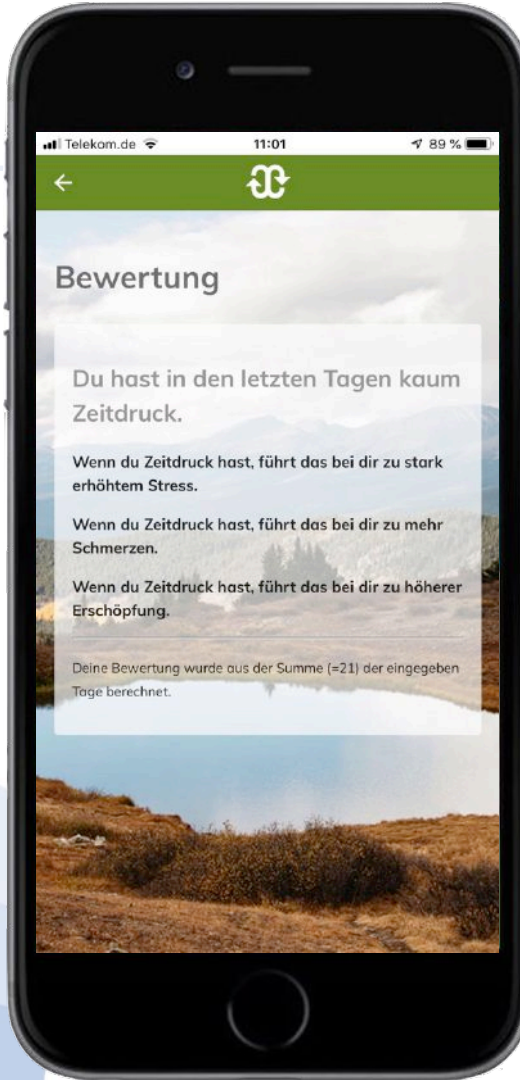 Telekom.de 11:01 89 %
Bewertung
Du hast in den letzten Tagen kaum
Zeitdruck.
Wenn du Zeitdruck hast, führt das bei dir zu stark
erhöhtem Stress.
Wenn du Zeitdruck hast, führt das bei dir zu mehr
Schmerzen.
Wenn du Zeitdruck hast, führt das bei dir zu höherer
Erschöpfung.
Deine Bewertung wurde aus der Summe (=21) der eingegeben
Tage berechnet.